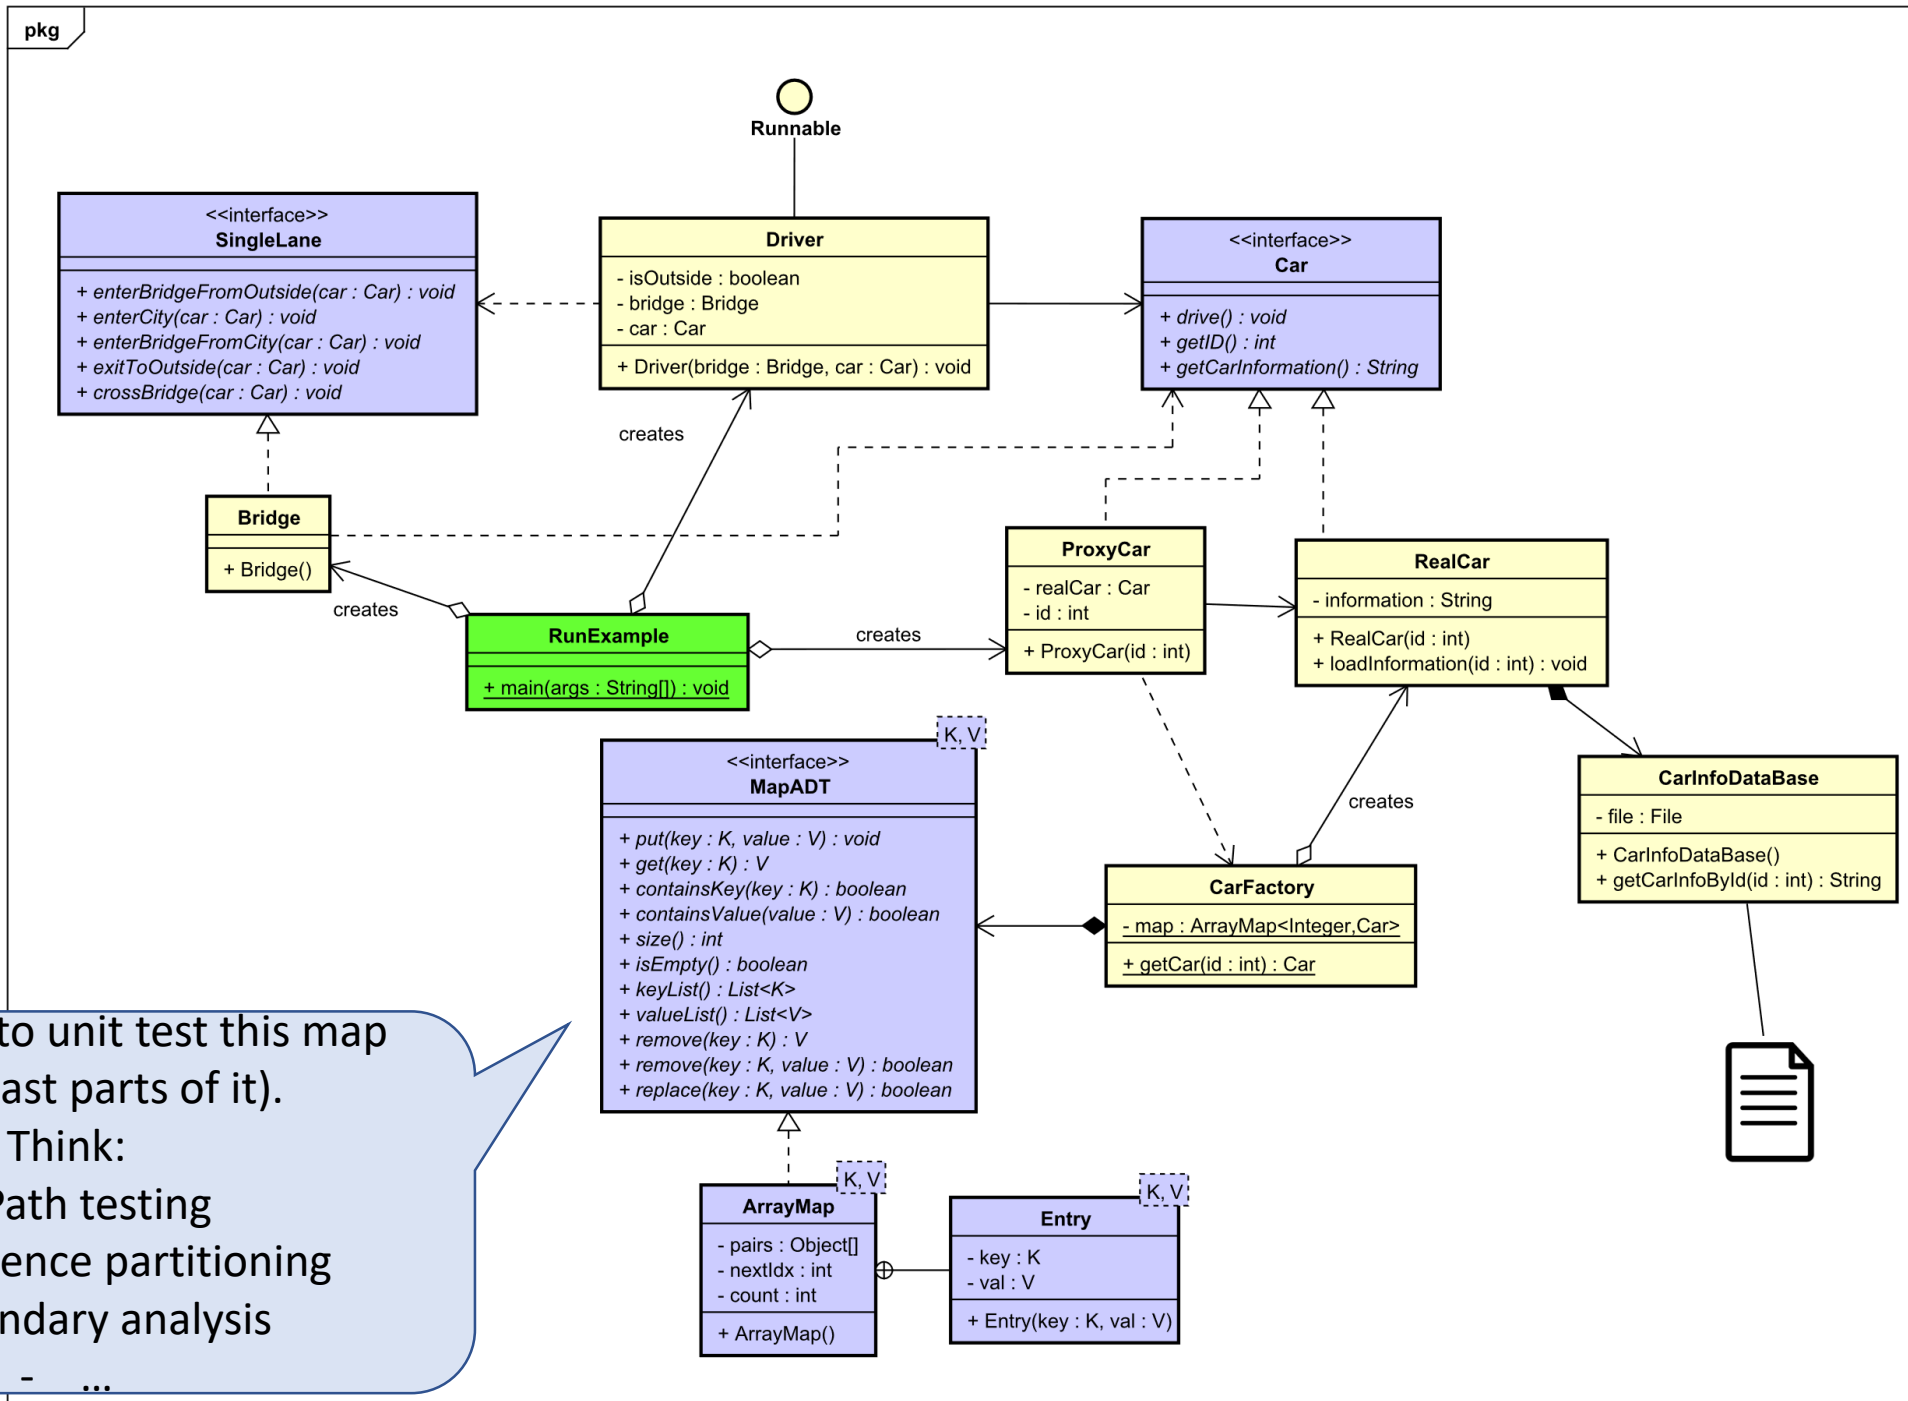 pkg
Runnable
<<interface>>
SingleLane
+ enterBridgeFromOutside(car : Car) : void
+ enterCity(car : Car) : void
+ enterBridgeFromCity(car : Car) : void
+ exitToOutside(car : Car) : void
+ crossBridge(car : Car) : void
Driver
- isOutside : boolean
- bridge : Bridge
- car : Car
+ Driver(bridge : Bridge, car : Car) : void
<<interface>>
Car
+ drive() : void
+ getID() : int
+ getCarInformation() : String
creates
Bridge
+ Bridge()
creates
RunExample
+ main(args : String[]) : void
creates
ProxyCar
- realCar : Car
- id : int
+ ProxyCar(id : int)
RealCar
- information : String
+ RealCar(id : int)
+ loadInformation(id : int) : void
K, V
<<interface>>
MapADT
+ put(key : K, value : V) : void
+ get(key : K) : V
+ containsKey(key : K) : boolean
+ containsValue(value : V) : boolean
+ size() : int
+ isEmpty() : boolean
+ keyList() : List<K>
+ valueList() : List<V>
+ remove(key : K) : V
+ remove(key : K, value : V) : boolean
+ replace(key : K, value : V) : boolean
creates
CarFactory
- map : ArrayMap<Integer,Car>
+ getCar(id : int) : Car
CarInfoDataBase
- file : File
+ CarInfoDataBase()
+ getCarInfoById(id : int) : String
to unit test this map
ast parts of it).
Think:
Path testing
ence partitioning
ndary analysis
- ...
K, V
ArrayMap
- pairs : Object[]
- nextIdx : int
- count : int
+ ArrayMap()
K, V
Entry
- key : K
- val : V
+ Entry(key : K, val : V)